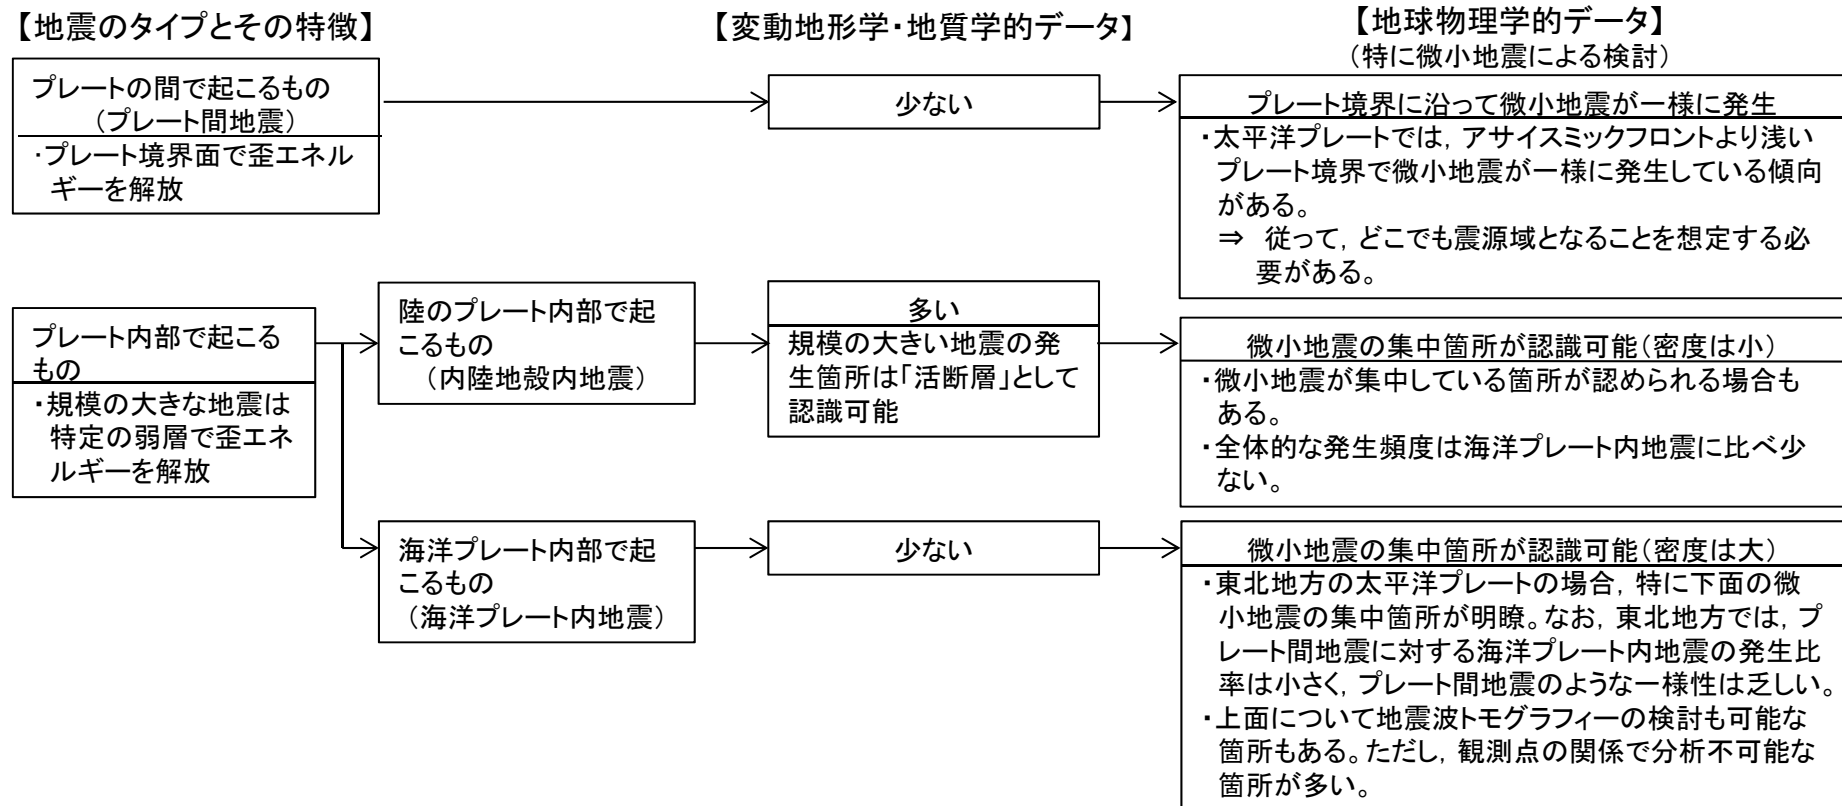 【地震のタイプとその特徴】
【変動地形学・地質学的データ】
【地球物理学的データ】
（特に微小地震による検討）
プレートの間で起こるもの
（プレート間地震）
・プレート境界面で歪エネル
ギーを解放
少ない
プレート境界に沿って微小地震が一様に発生
・太平洋プレートでは，アサイスミックフロントより浅い
プレート境界で微小地震が一様に発生している傾向
がある。
⇒　従って，どこでも震源域となることを想定する必
要がある。
プレート内部で起こる
もの
・規模の大きな地震は
特定の弱層で歪エネ
ルギーを解放
陸のプレート内部で起
こるもの
（内陸地殻内地震）
多い
規模の大きい地震の発
生箇所は「活断層」として
認識可能
微小地震の集中箇所が認識可能（密度は小）
・微小地震が集中している箇所が認められる場合も
ある。
・全体的な発生頻度は海洋プレート内地震に比べ少
ない。
海洋プレート内部で起
こるもの
（海洋プレート内地震）
少ない
微小地震の集中箇所が認識可能（密度は大）
・東北地方の太平洋プレートの場合，特に下面の微
小地震の集中箇所が明瞭。なお，東北地方では，プ
レート間地震に対する海洋プレート内地震の発生比
率は小さく，プレート間地震のような一様性は乏しい。
・上面について地震波トモグラフィーの検討も可能な
箇所もある。ただし，観測点の関係で分析不可能な
箇所が多い。